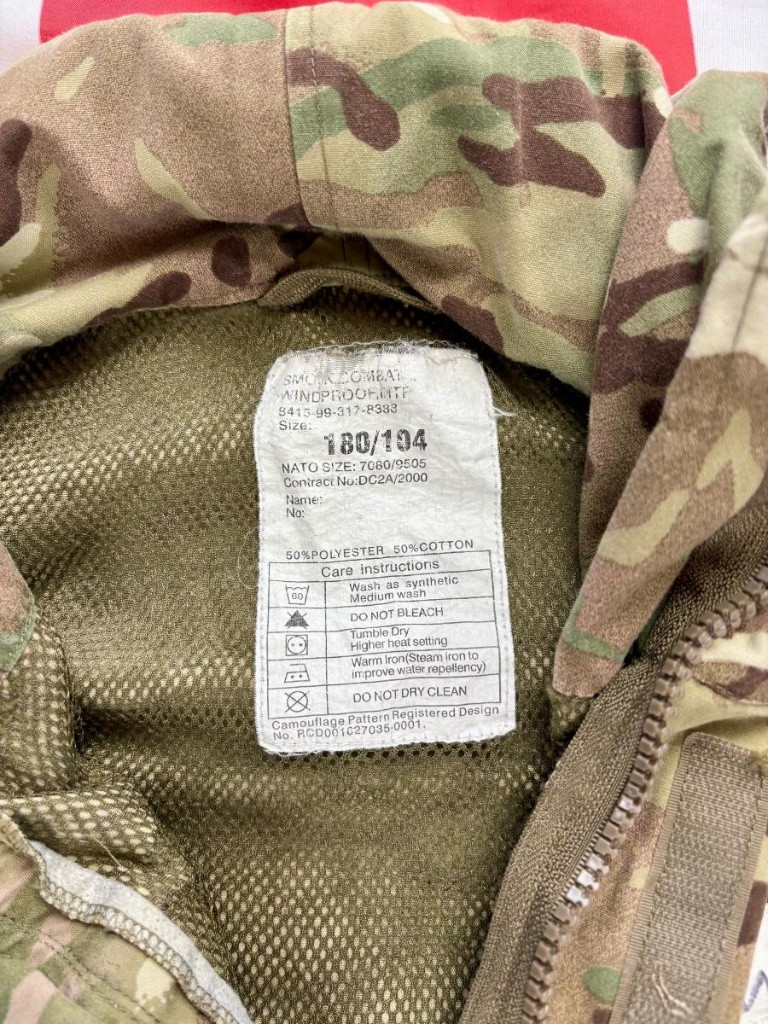 SMOCK,COMBAT
WINDPROOF,MTP
8415-99-317-8388
Size:
180/104
NATO SIZE: 7080/9505
Contract No:DC2A/2000
Name:
No:
50%POLYESTER 50%COTTON
Care instructions
60
Wash as synthetic
Medium wash
DO NOT BLEACH
Tumble Dry
Higher heat setting
Warm Iron(Steam iron to
improve water repellency)
DO NOT DRY CLEAN
Camouflage Pattern Registered Design
No. RCD001627035-0001.